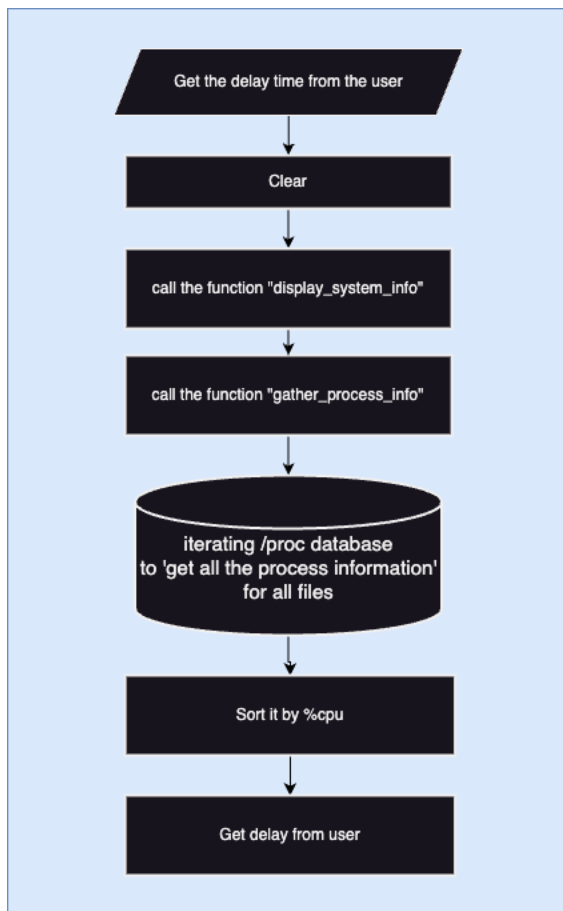 Get the delay time from the user
Clear
call the function "display_system_info"
call the function "gather_process_info"
iterating /proc database
to 'get all the process information'
for all files
Sort it by %cpu
Get delay from user